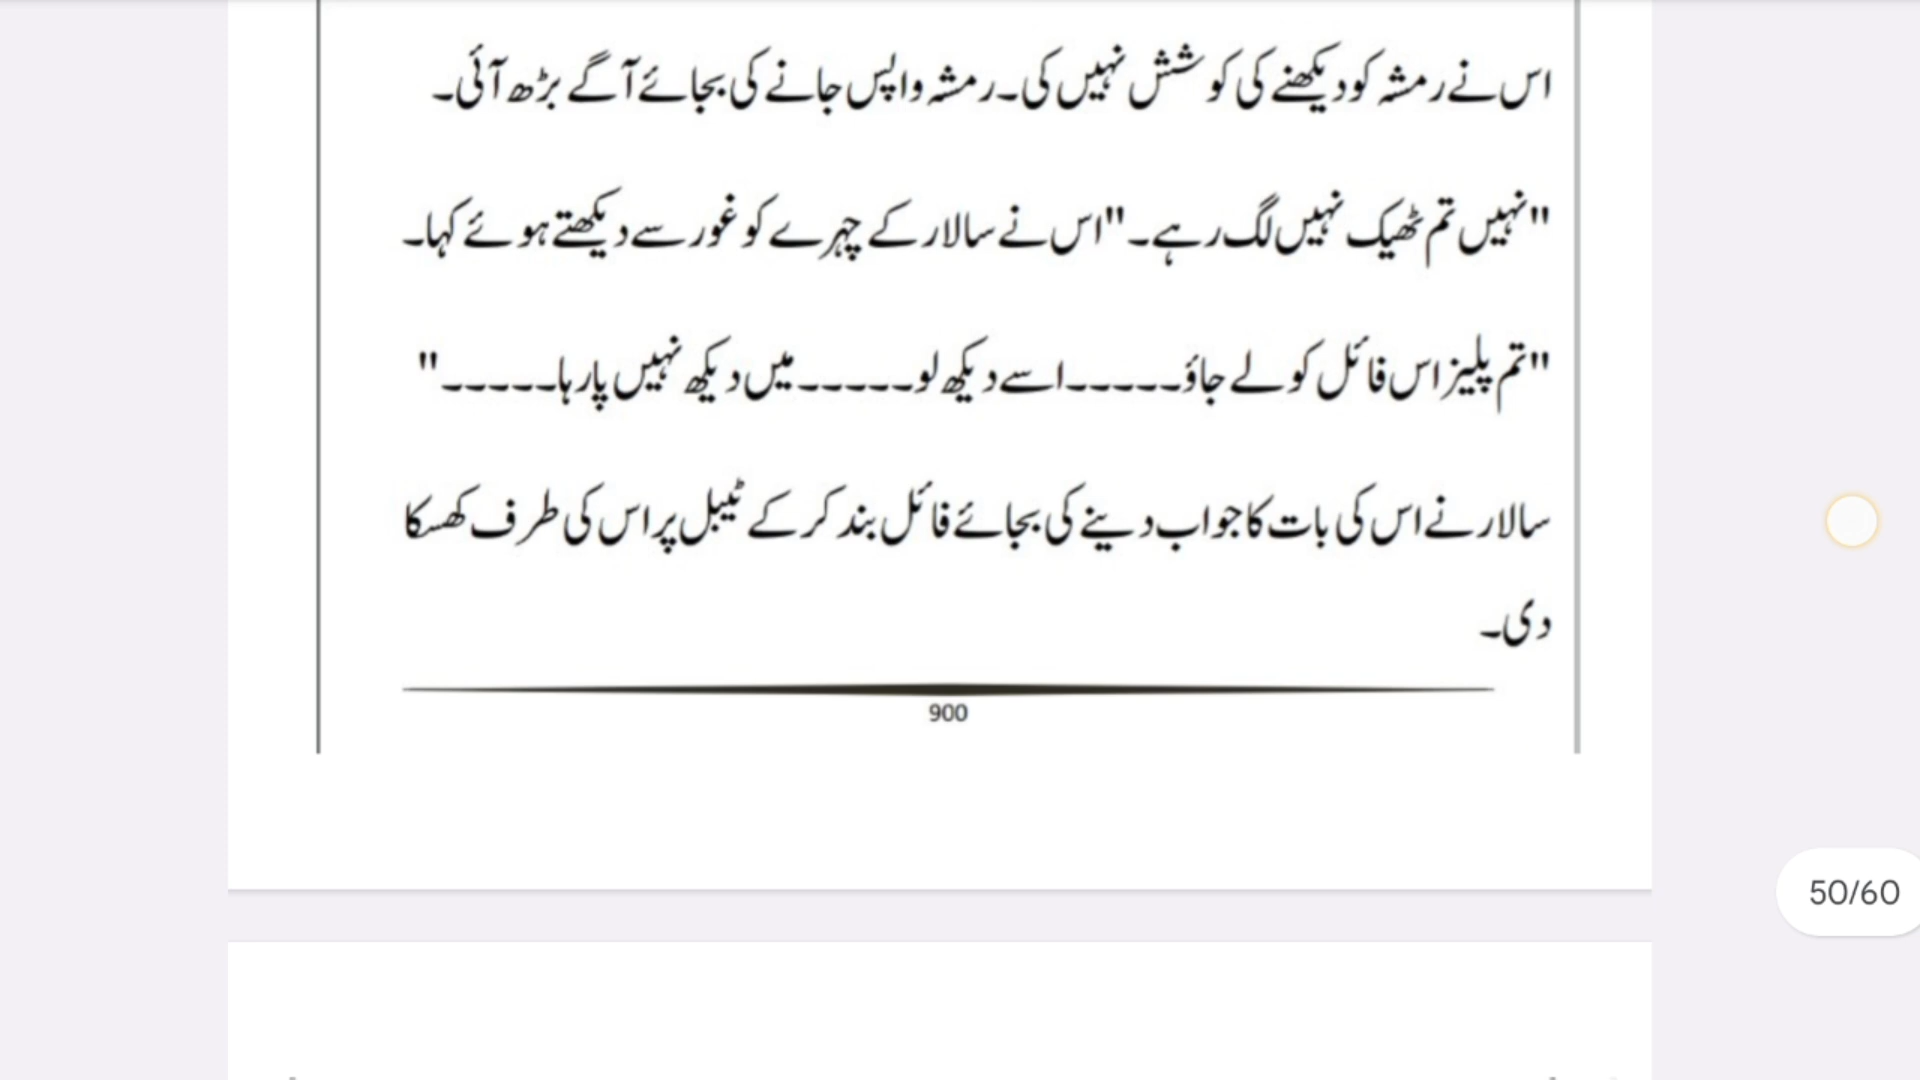 اس نے رمشہ کو دیکھنے کی کوشش نہیں کی۔رمشہ واپس جانے کی بجائے آگے بڑھ آئی۔
"نہیں تم ٹھیک نہیں لگ رہے۔"اس نے سالار کے چہرے کو غور سے دیکھتے ہوئے کہا۔
"تم پلیز اس فائل کو لے جاؤ۔۔۔۔۔اسے دیکھ لو۔۔۔۔۔میں دیکھ نہیں پا رہا۔۔۔۔۔"
سالار نے اس کی بات کا جواب دینے کی بجائے فائل بند کر کے ٹیبل پر اس کی طرف کھسکا
دی۔
900
50/60